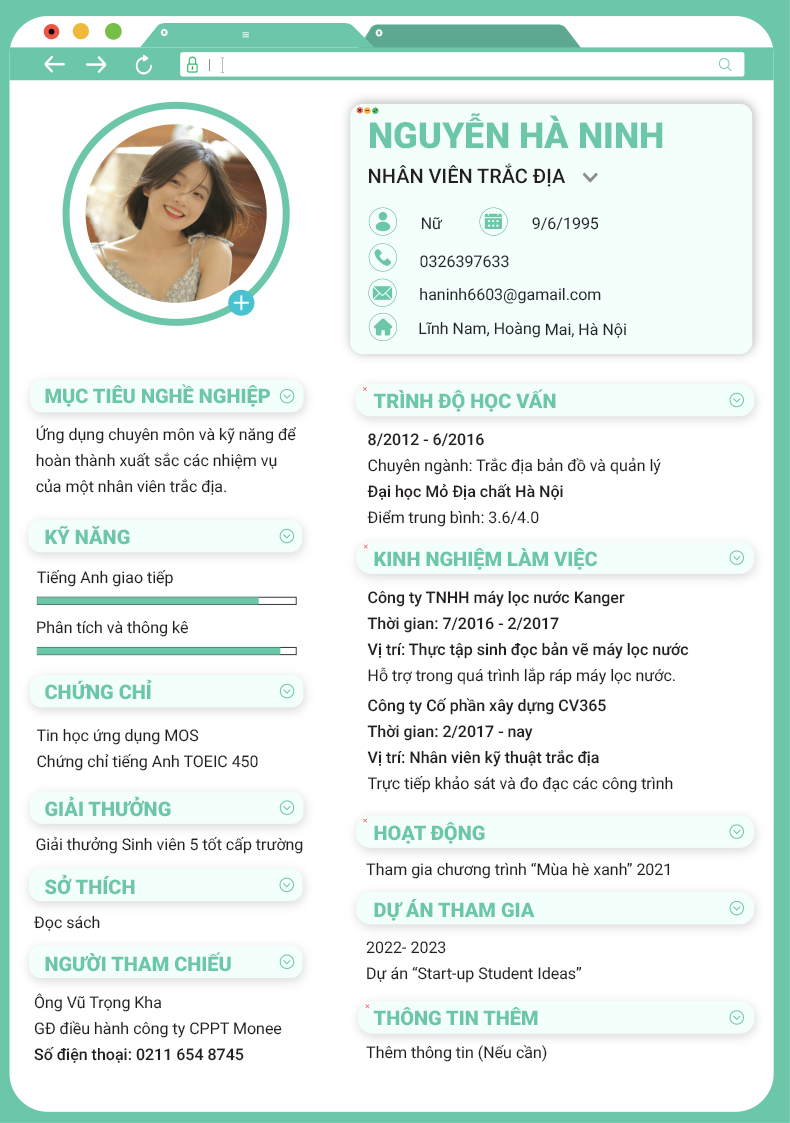 NGUYỄN HÀ NINH
NHÂN VIÊN TRẮC ĐỊA
Nữ
9/6/1995
0326397633
haninh6603@gamail.com
Lĩnh Nam, Hoàng Mai, Hà Nội
MỤC TIÊU NGHỀ NGHIỆP
Ứng dụng chuyên môn và kỹ năng để
hoàn thành xuất sắc các nhiệm vụ
của một nhân viên trắc địa.
KỸ NĂNG
Tiếng Anh giao tiếp
Phân tích và thông kê
CHỨNG CHỈ
Tin học ứng dụng MOS
Chứng chỉ tiếng Anh TOEIC 450
GIẢI THƯỞNG
Giải thưởng Sinh viên 5 tốt cấp trường
SỞ THÍCH
Đọc sách
NGƯỜI THAM CHIẾU
Ông Vũ Trọng Kha
GĐ điều hành công ty CPPT Monee
Số điện thoại: 0211 654 8745
TRÌNH ĐỘ HỌC VẤN
8/2012 - 6/2016
Chuyên ngành: Trắc địa bản đồ và quản lý
Đại học Mỏ Địa chất Hà Nội
Điểm trung bình: 3.6/4.0
KINH NGHIỆM LÀM VIỆC
Công ty TNHH máy lọc nước Kanger
Thời gian: 7/2016 - 2/2017
Vị trí: Thực tập sinh đọc bản vẽ máy lọc nước
Hỗ trợ trong quá trình lắp ráp máy lọc nước.
Công ty Cổ phần xây dựng CV365
Thời gian: 2/2017 - nay
Vị trí: Nhân viên kỹ thuật trắc địa
Trực tiếp khảo sát và đo đạc các công trình
HOẠT ĐỘNG
Tham gia chương trình “Mùa hè xanh” 2021
DỰ ÁN THAM GIA
2022- 2023
Dự án “Start-up Student Ideas”
THÔNG TIN THÊM
Thêm thông tin (Nếu cần)